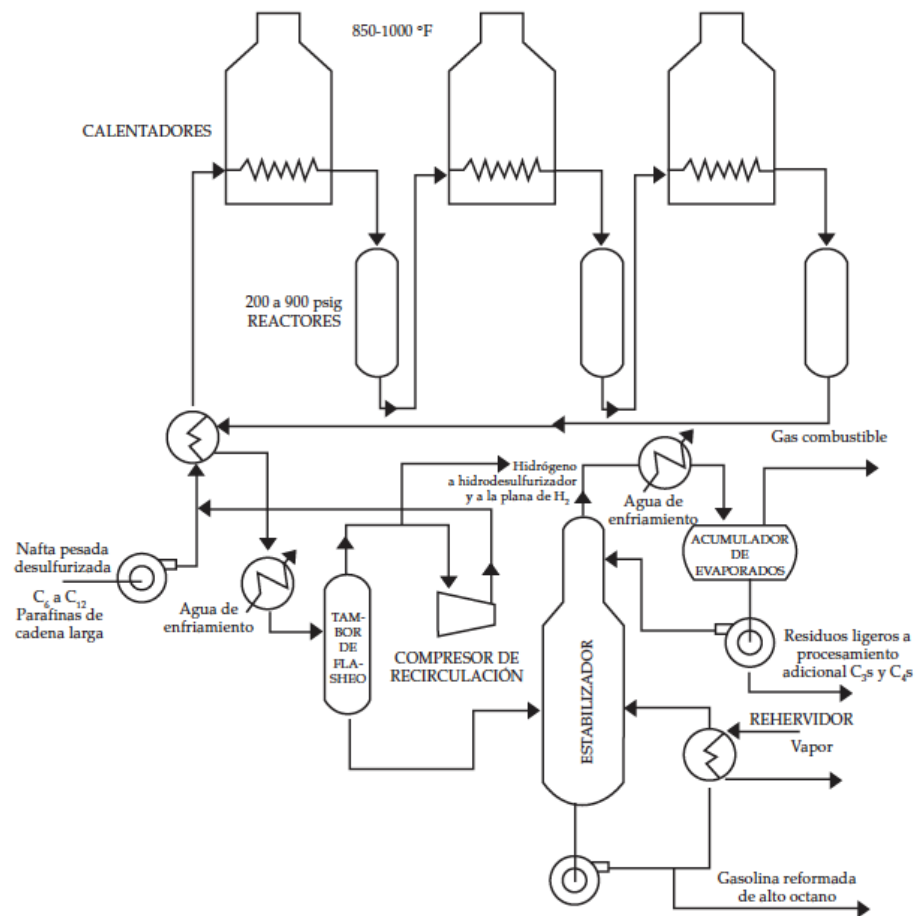 850-1000 °F
CALENTADORES
200 a 900 psig
REACTORES
Gas combustible
Hidrógeno
a hidrodesulfurizador
y a la plana de H₂
Agua de
enfriamiento
ACUMULADOR
DE
EVAPORADOS
Nafta pesada
desulfurizada
C₆ a C₁₂
Parafinas de
cadena larga
Agua de
enfriamiento
TAM-
BOR
DE
FLA-
SHEO
COMPRESOR DE
RECIRCULACIÓN
ESTABILIZADOR
Residuos ligeros a
procesamiento
adicional C₃s y C₄s
REHERVIDOR
Vapor
Gasolina reformada
de alto octano